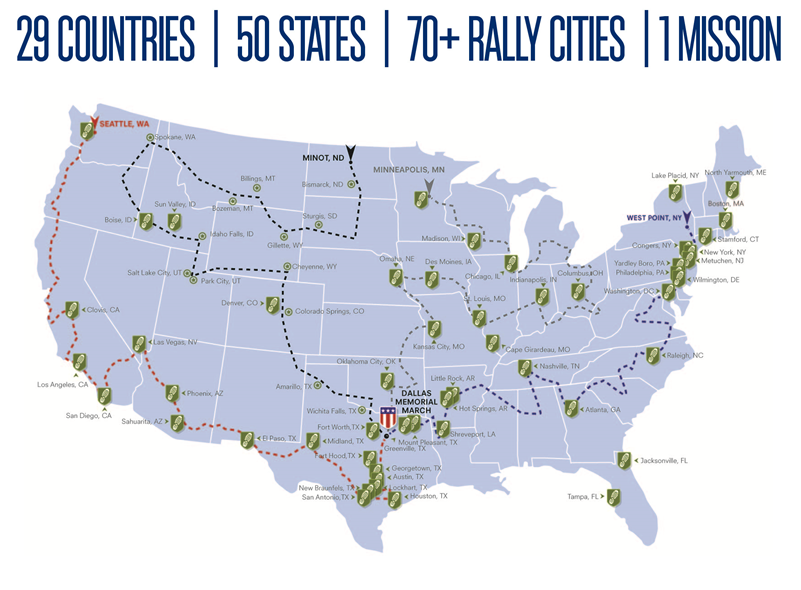 29 COUNTRIES | 50 STATES | 70+ RALLY CITIES | 1 MISSION
SEATTLE, WA
Spokane, WA
MINOT, ND
MINNEAPOLIS, MN
Lake Placid, NY
North Yarmouth, ME
Billings, MT
Bismarck, ND
Sun Valley, ID
Bozeman, MT
Boston, MA
Boise, ID
Sturgis, SD
WEST POINT, NY
Idaho Falls, ID
Gillette, WY
Madison, WI
Stamford, CT
Congers, NY
New York, NY
Omaha, NE
Metuchen, NJ
Yardley Boro, PA
Salt Lake City, UT
Cheyenne, WY
Des Moines, IA
Chicago, IL
Indianapolis, IN
Columbus, OH
Philadelphia, PA
Park City, UT
Wilmington, DE
Washington, DC
Denver, CO
St. Louis, MO
Clovis, CA
Colorado Springs, CO
Las Vegas, NV
Kansas City, MO
Cape Girardeau, MO
Raleigh, NC
Oklahoma City, OK
Nashville, TN
Los Angeles, CA
Amarillo, TX
Little Rock, AR
Phoenix, AZ
DALLAS
MEMORIAL
MARCH
Hot Springs, AR
Atlanta, GA
San Diego, CA
Wichita Falls, TX
Sahuarita, AZ
Fort Worth, TX
Shreveport, LA
El Paso, TX
Midland, TX
Mount Pleasant, TX
Greenville, TX
Fort Hood, TX
Jacksonville, FL
Georgetown, TX
Austin, TX
New Braunfels, TX
Lockhart, TX
San Antonio, TX
Houston, TX
Tampa, FL